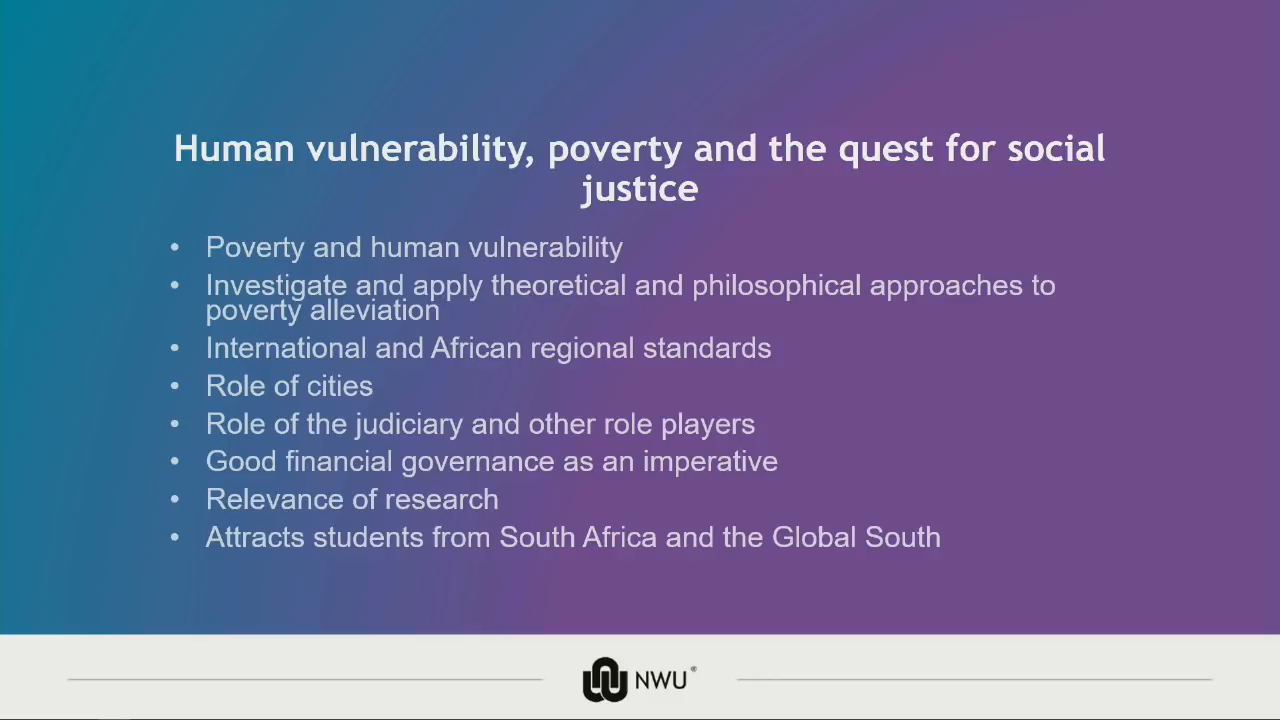 Human vulnerability, poverty and the quest for social
justice
• Poverty and human vulnerability
• Investigate and apply theoretical and philosophical approaches to
poverty alleviation
• International and African regional standards
• Role of cities
• Role of the judiciary and other role players
• Good financial governance as an imperative
• Relevance of research
• Attracts students from South Africa and the Global South
NWU®